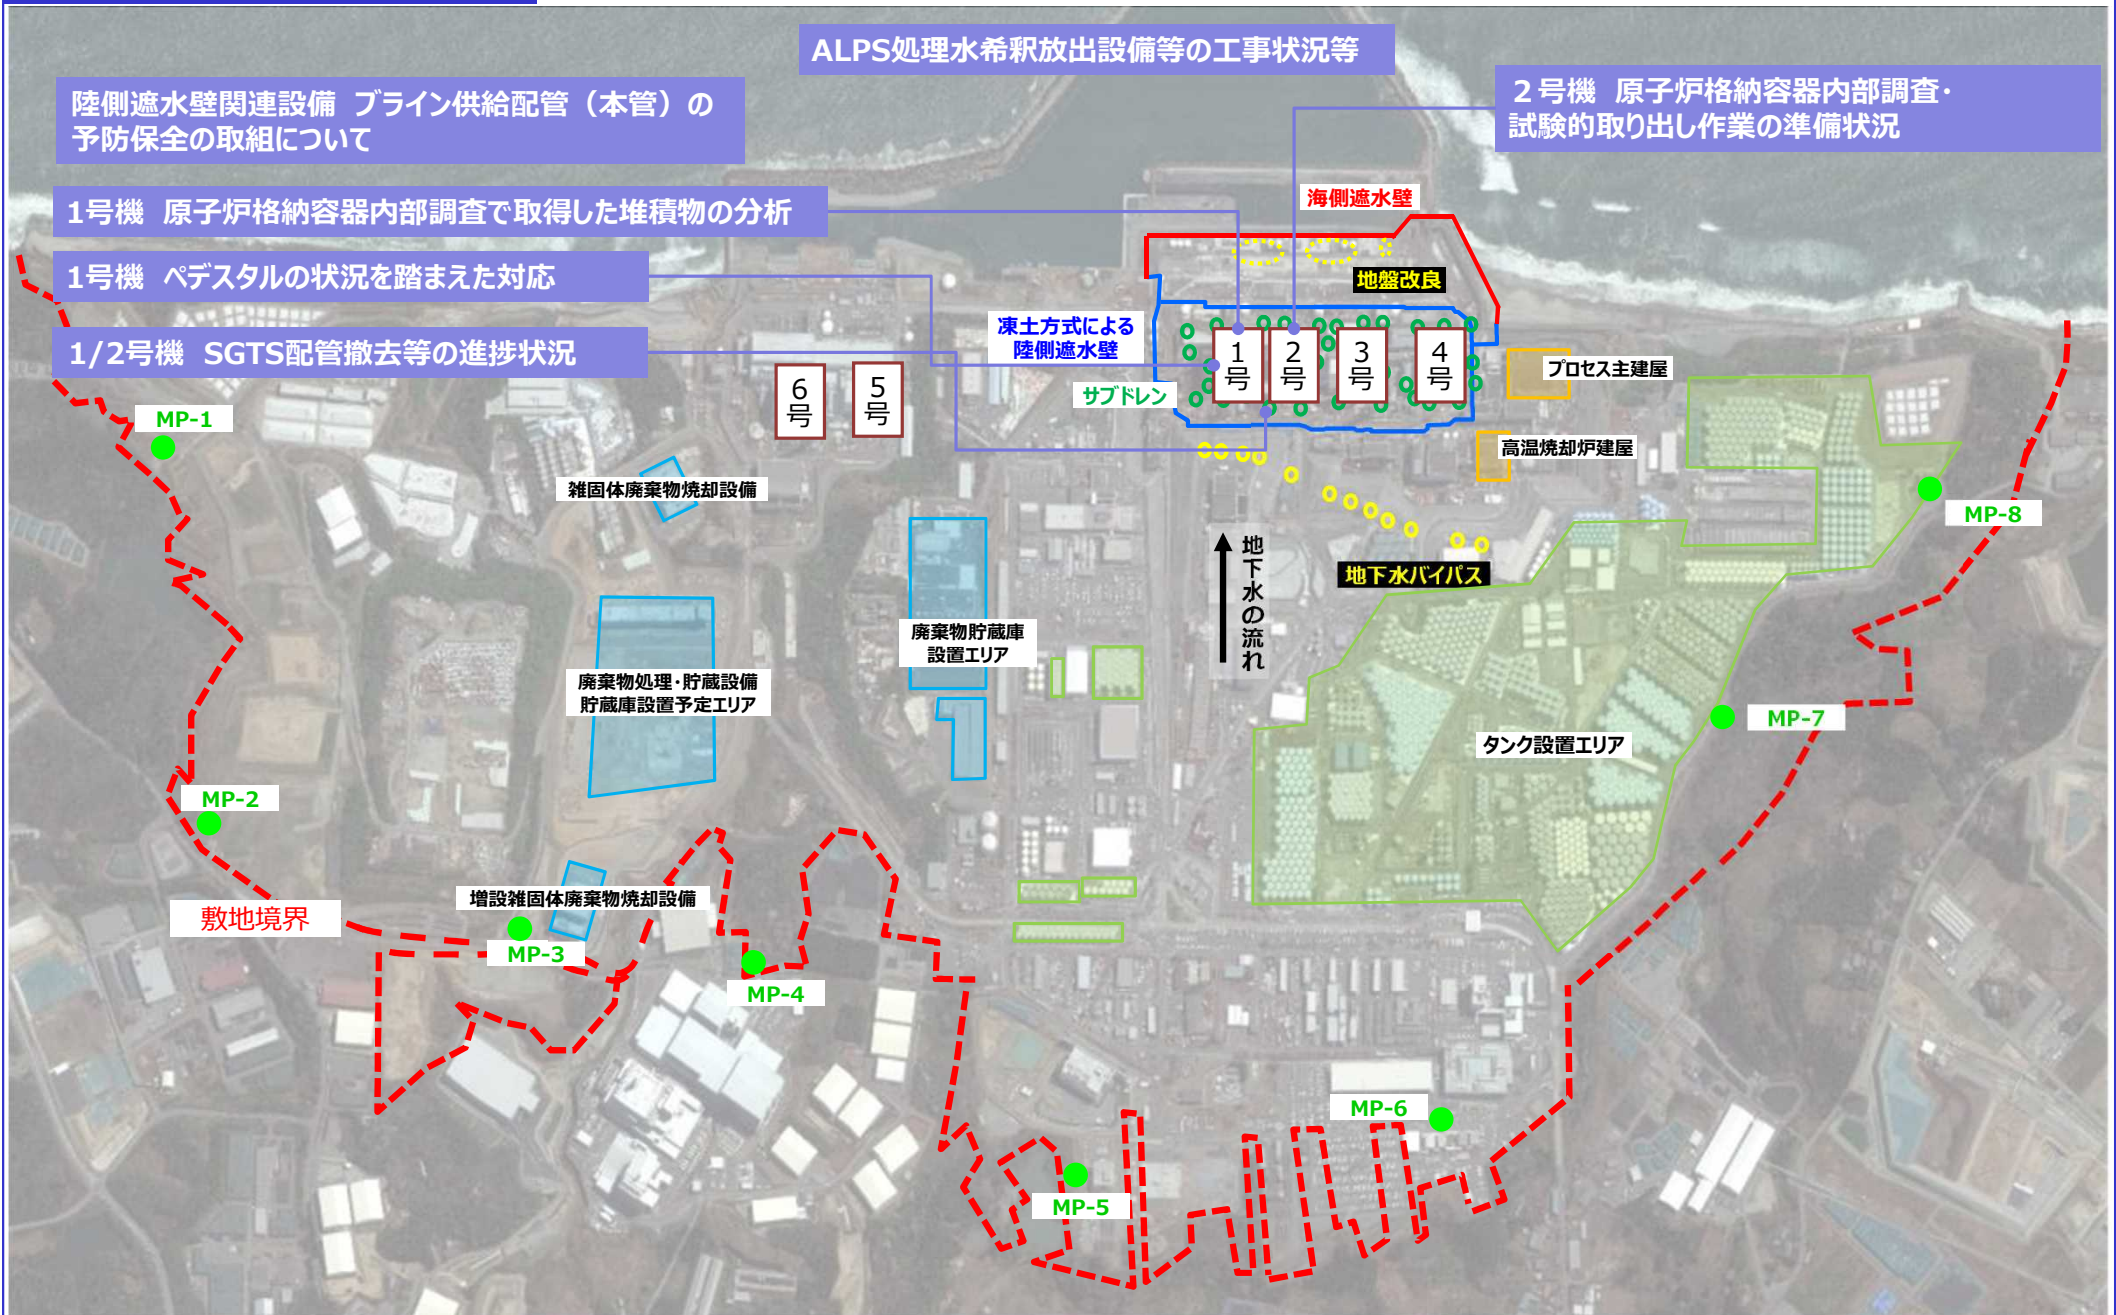 ALPS処理水希釈放出設備等の工事状況等
陸側遮水壁関連設備 ブライン供給配管（本管）の
予防保全の取組について
２号機 原子炉格納容器内部調査・
試験的取り出し作業の準備状況
1号機 原子炉格納容器内部調査で取得した堆積物の分析
海側遮水壁
1号機 ペデスタルの状況を踏まえた対応
地盤改良
凍土方式による
陸側遮水壁
1/2号機 SGTS配管撤去等の進捗状況
1号
2号
3号
4号
プロセス主建屋
6号
5号
サブドレン
MP-1
高温焼却炉建屋
雑固体廃棄物焼却設備
MP-8
地下水の流れ
地下水バイパス
廃棄物貯蔵庫
設置エリア
廃棄物処理・貯蔵設備
貯蔵庫設置予定エリア
MP-7
タンク設置エリア
MP-2
増設雑固体廃棄物焼却設備
敷地境界
MP-3
MP-4
MP-6
MP-5